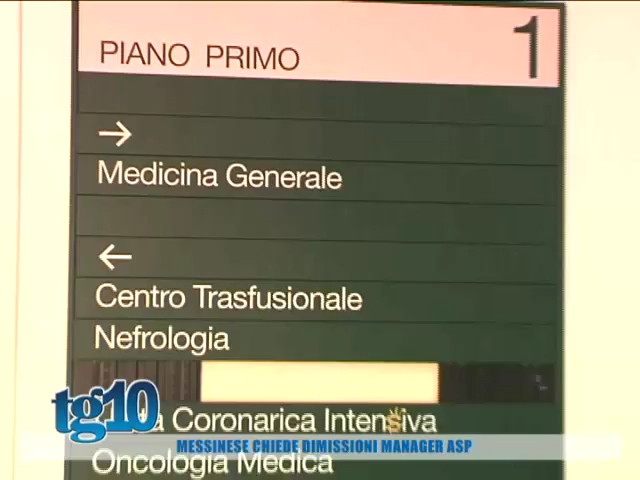 PIANO PRIMO 1
→
Medicina Generale
←
Centro Trasfusionale
Nefrologia
tg10
Coronarica Intensiva
MESSINESE CHIEDE DIMISSIONI MANAGER ASP
Oncologia Medica